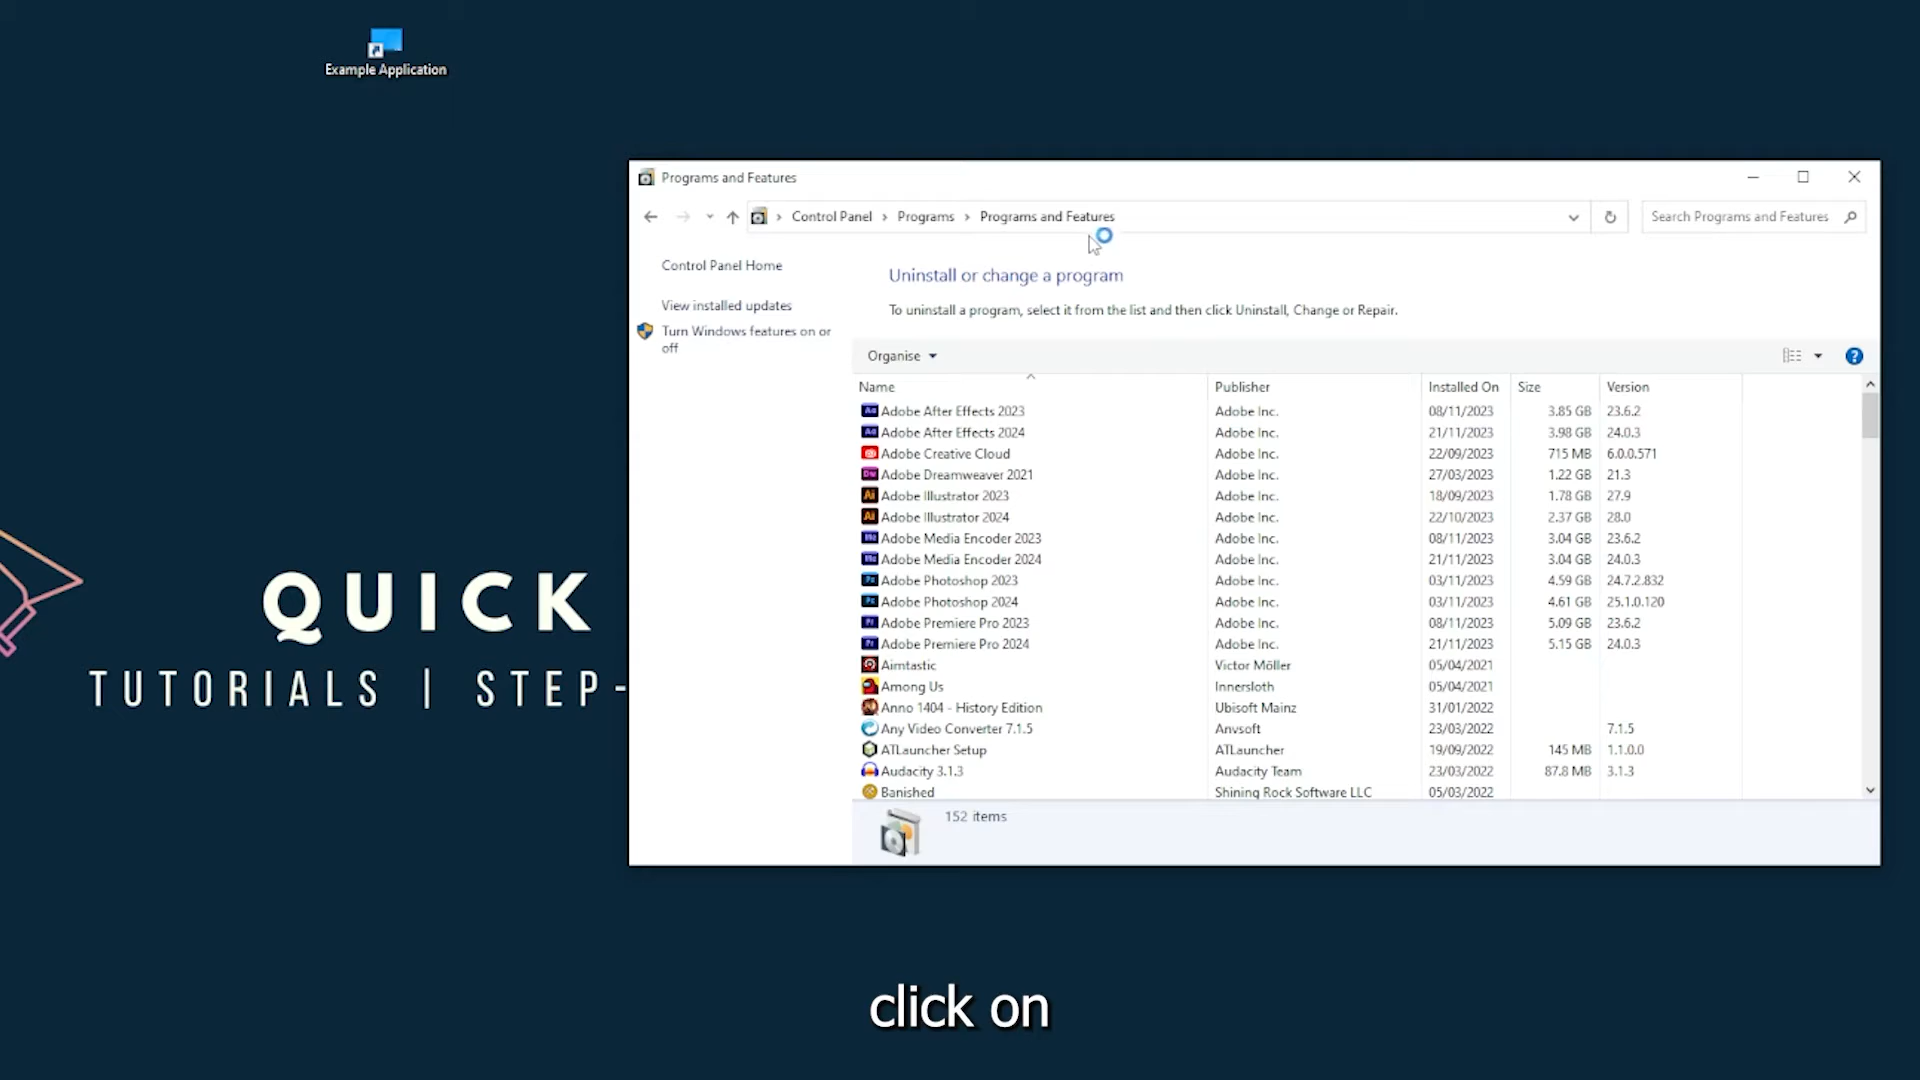 Example Application
Programs and Features
Control Panel > Programs > Programs and Features
Search Programs and Features
Control Panel Home
View installed updates
Turn Windows features on or
off
Uninstall or change a program
To uninstall a program, select it from the list and then click Uninstall, Change or Repair.
Organise
Name Publisher Installed On Size Version
Adobe After Effects 2023 Adobe Inc. 08/11/2023 3.85 GB 23.6.2
Adobe After Effects 2024 Adobe Inc. 21/11/2023 3.98 GB 24.0.3
Adobe Creative Cloud Adobe Inc. 22/09/2023 715 MB 6.0.0.571
Adobe Dreamweaver 2021 Adobe Inc. 27/03/2023 1.22 GB 21.3
Adobe Illustrator 2023 Adobe Inc. 18/09/2023 1.78 GB 27.9
Adobe Illustrator 2024 Adobe Inc. 22/10/2023 2.37 GB 28.0
Adobe Media Encoder 2023 Adobe Inc. 08/11/2023 3.04 GB 23.6.2
Adobe Media Encoder 2024 Adobe Inc. 21/11/2023 3.04 GB 24.0.3
Adobe Photoshop 2023 Adobe Inc. 03/11/2023 4.59 GB 24.7.2.832
Adobe Photoshop 2024 Adobe Inc. 03/11/2023 4.61 GB 25.1.0.120
Adobe Premiere Pro 2023 Adobe Inc. 08/11/2023 5.09 GB 23.6.2
Adobe Premiere Pro 2024 Adobe Inc. 21/11/2023 5.15 GB 24.0.3
Aimtastic Victor Möller 05/04/2021
Among Us Innersloth 05/04/2021
Anno 1404 - History Edition Ubisoft Mainz 31/01/2022
Any Video Converter 7.1.5 Anvsoft 23/03/2022 7.1.5
ATLauncher Setup ATLauncher 19/09/2022 145 MB 1.1.0.0
Audacity 3.1.3 Audacity Team 23/03/2022 87.8 MB 3.1.3
Banished Shining Rock Software LLC 05/03/2022
152 items
QUICK
TUTORIALS | STEP-
click on